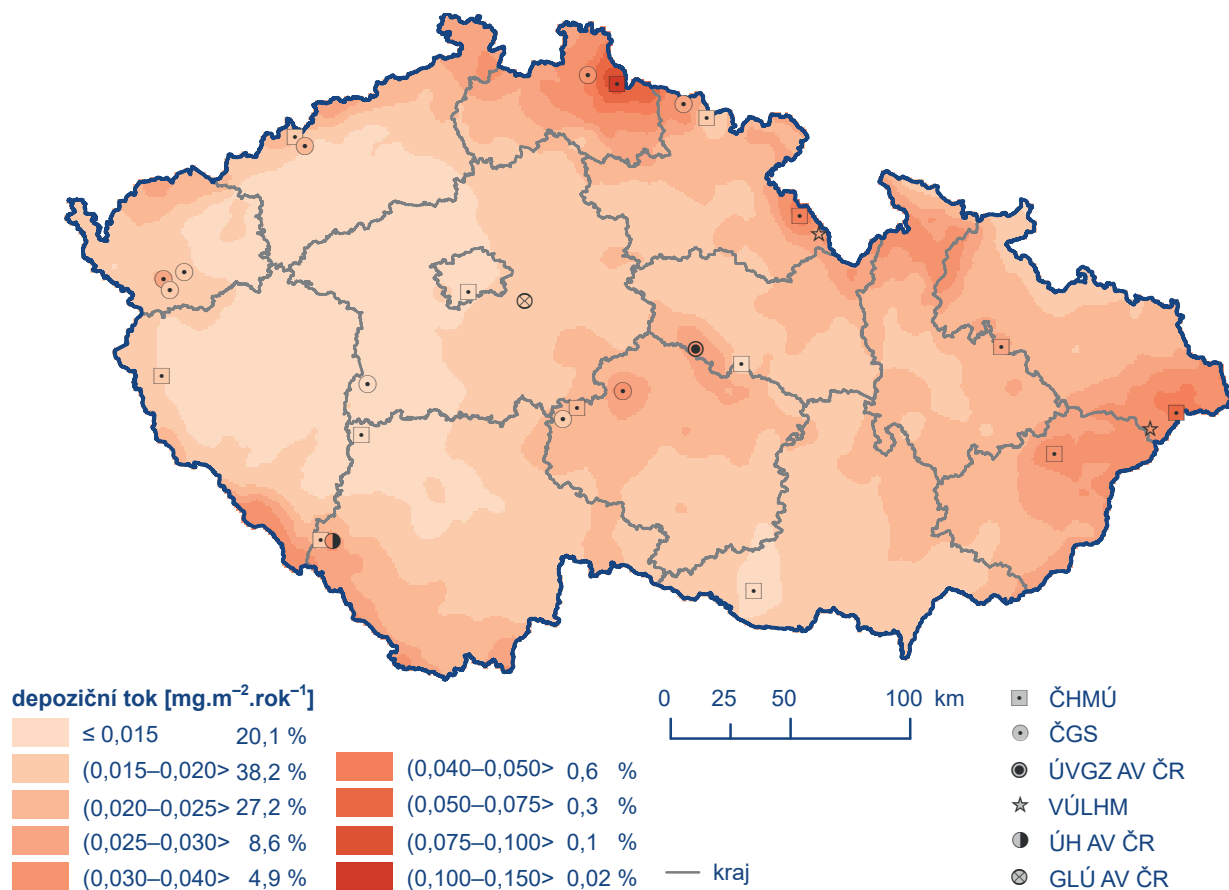 depoziční tok [mg.m⁻².rok⁻¹]
≤ 0,015 20,1 %
(0,015–0,020> 38,2 %
(0,020–0,025> 27,2 %
(0,025–0,030> 8,6 %
(0,030–0,040> 4,9 %
(0,040–0,050> 0,6 %
(0,050–0,075> 0,3 %
(0,075–0,100> 0,1 %
(0,100–0,150> 0,02 %
0 25 50 100 km
kraj
ČHMÚ
ČGS
ÚVGZ AV ČR
VÚLHM
ÚH AV ČR
GLÚ AV ČR